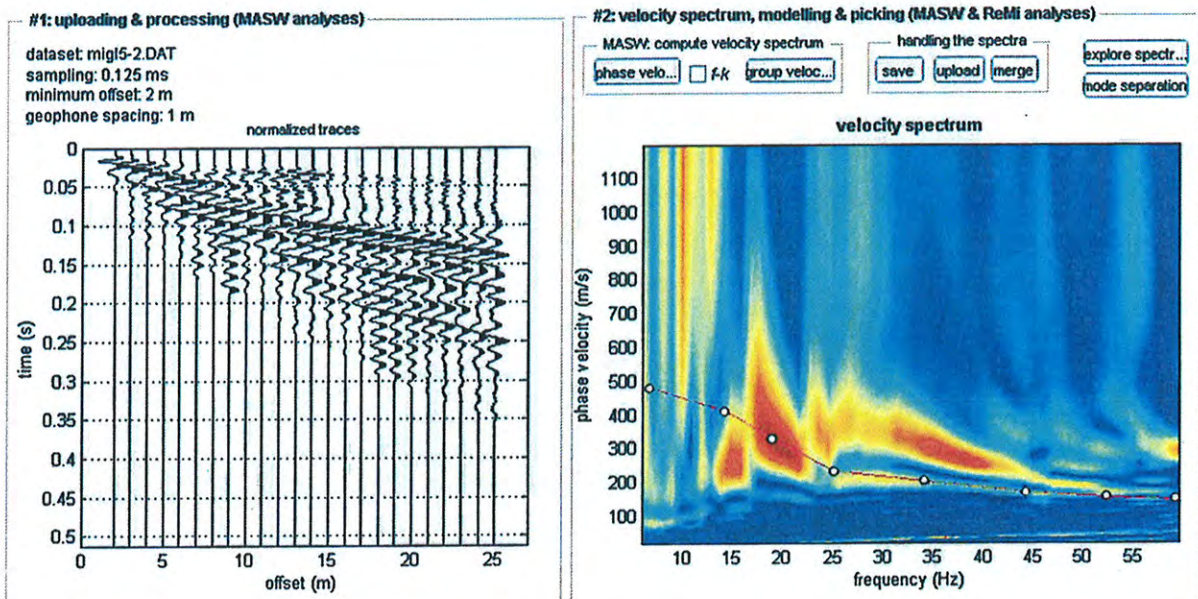 #1: uploading & processing (MASW analyses)
dataset: migl5-2.DAT
sampling: 0.125 ms
minimum offset: 2 m
geophone spacing: 1 m
normalized traces
0
0.05
0.1
0.15
0.2
0.25
0.3
0.35
0.4
0.45
0.5
time (s)
0 5 10 15 20 25
offset (m)
#2: velocity spectrum, modelling & picking (MASW & ReMi analyses)
MASW: compute velocity spectrum
phase velo... f-k group veloc...
handling the spectra
save upload merge
explore spectr...
mode separation
velocity spectrum
1100
1000
900
800
700
600
500
400
300
200
100
phase velocity (m/s)
10 15 20 25 30 35 40 45 50 55
frequency (Hz)